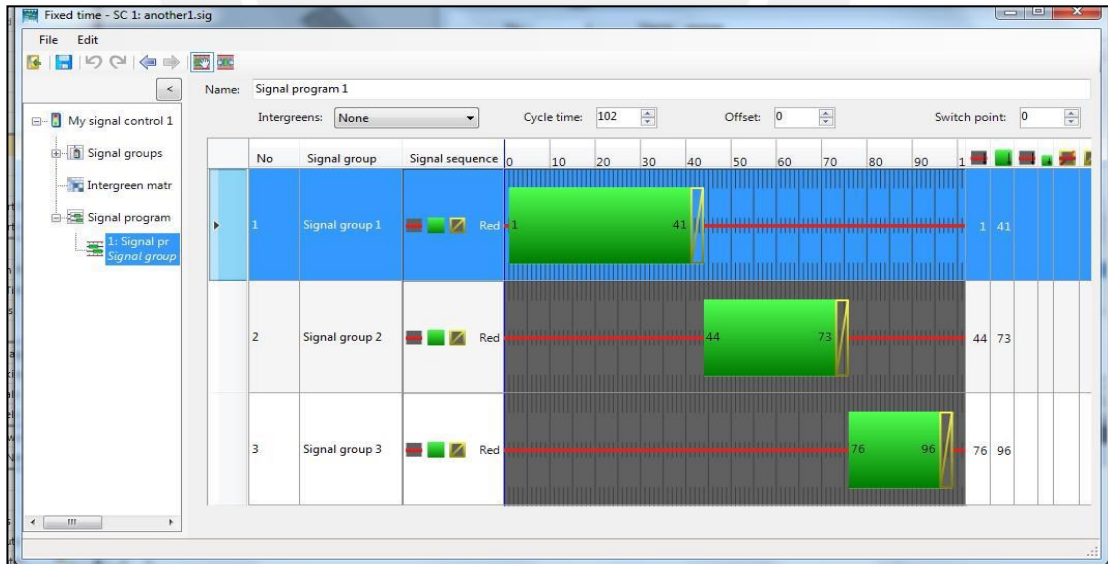 Fixed time - SC 1: another1.sig
File Edit
<
Name: Signal program 1
My signal control 1
Intergreens: None Cycle time: 102 Offset: 0 Switch point: 0
Signal groups
Intergreen matr
Signal program
1: Signal pr
Signal group
No Signal group Signal sequence 0 10 20 30 40 50 60 70 80 90 1
1 Signal group 1 Red 1 41 1 41
2 Signal group 2 Red 44 73 44 73
3 Signal group 3 Red 76 96 76 96